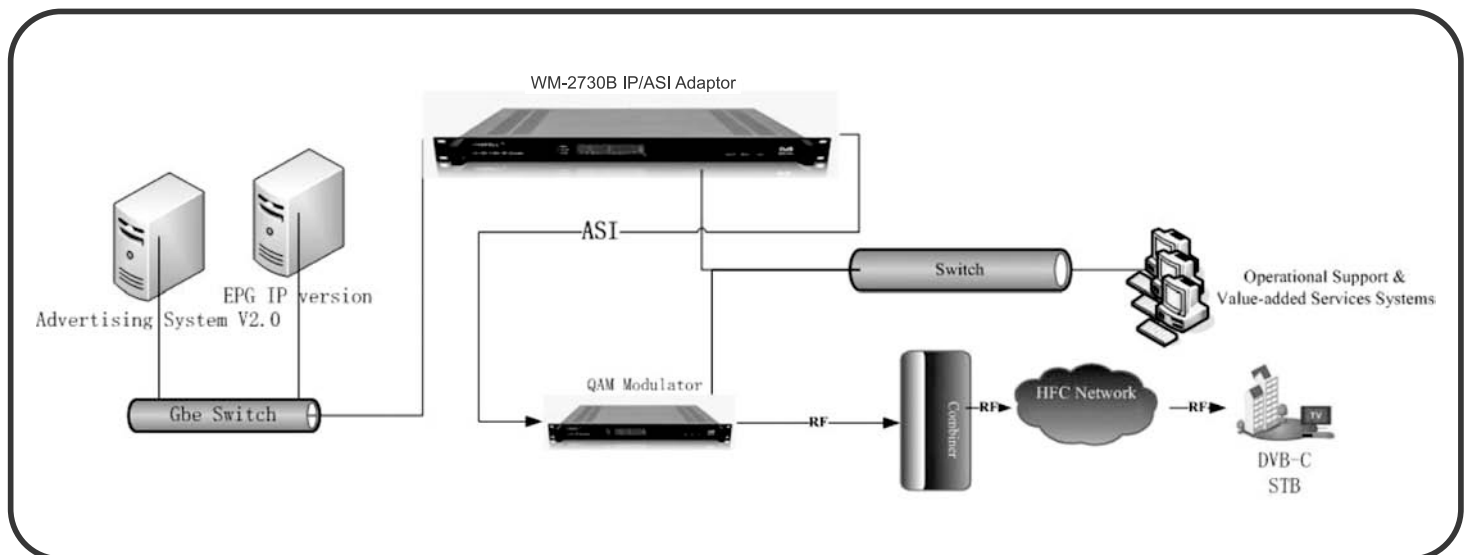 WM-2730B IP/ASI Adaptor
ASI
EPG IP version
Advertising System V2.0
Gbe Switch
Switch
Operational Support &
Value-added Services Systems
QAM Modulator
RF
Combiner
RF
HFC Network
RF
TV
DVB-C
STB